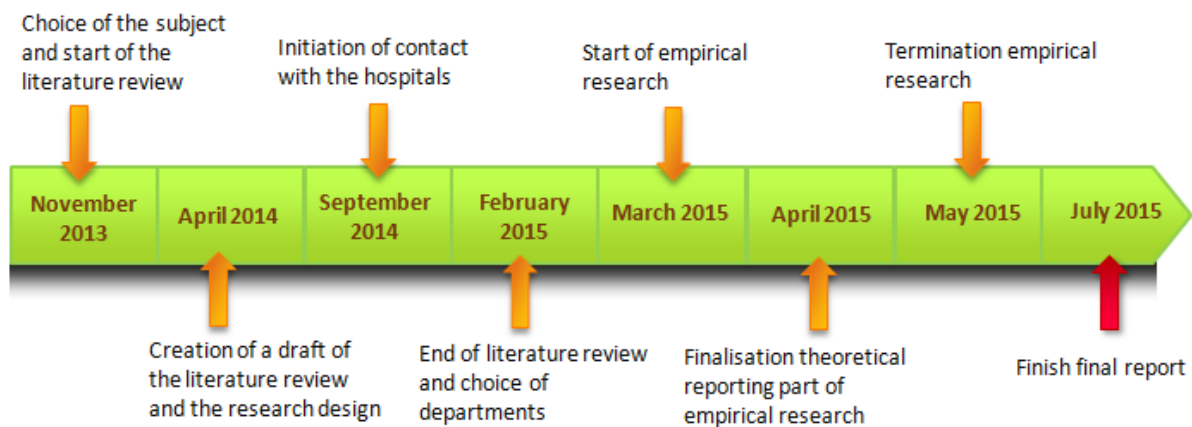 Choice of the subject
and start of the
literature review
Initiation of contact
with the hospitals
Start of empirical
research
Termination empirical
research
November
2013
April 2014
September
2014
February
2015
March 2015
April 2015
May 2015
July 2015
Creation of a draft of
the literature review
and the research design
End of literature review
and choice of
departments
Finalisation theoretical
reporting part of
empirical research
Finish final report